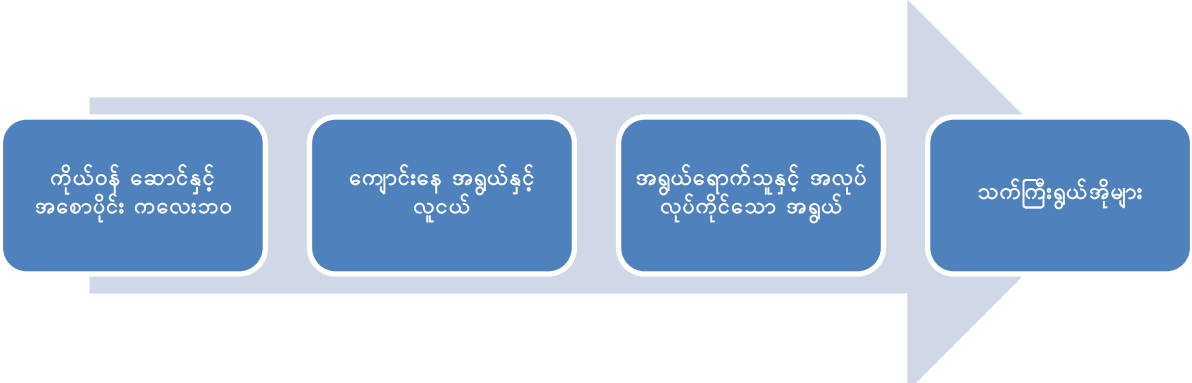 ကိုယ်ဝန် ဆောင်နှင့်
အစောပိုင်း ကလေးဘဝ
ကျောင်းနေ အရွယ်နှင့်
လူငယ်
အရွယ်ရောက်သူနှင့် အလုပ်
လုပ်ကိုင်သော အရွယ်
သက်ကြီးရွယ်အိုများ